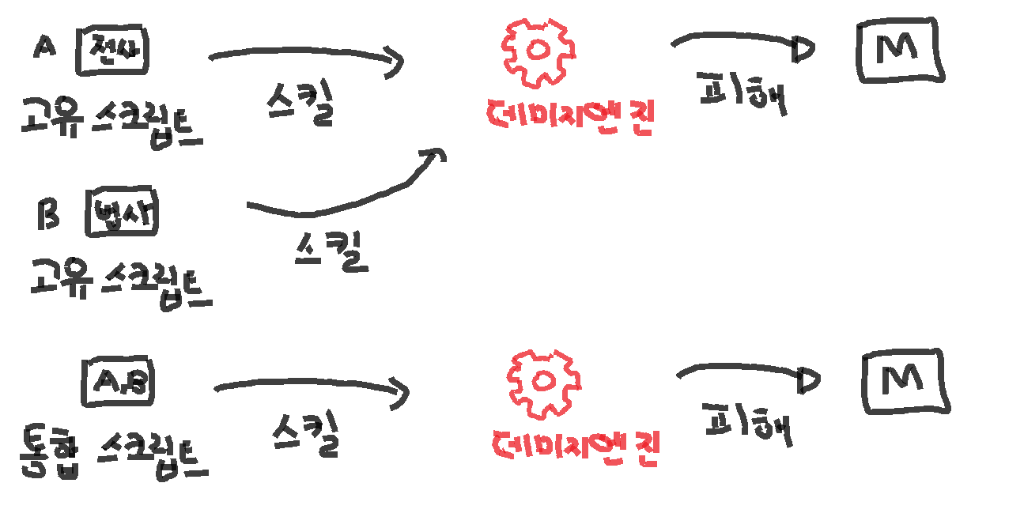 A 전사
고유 스크립트
스킬
데미지엔진
피해
M
B 법사
고유 스크립트
스킬
A,B
통합 스크립트
스킬
데미지엔진
피해
M